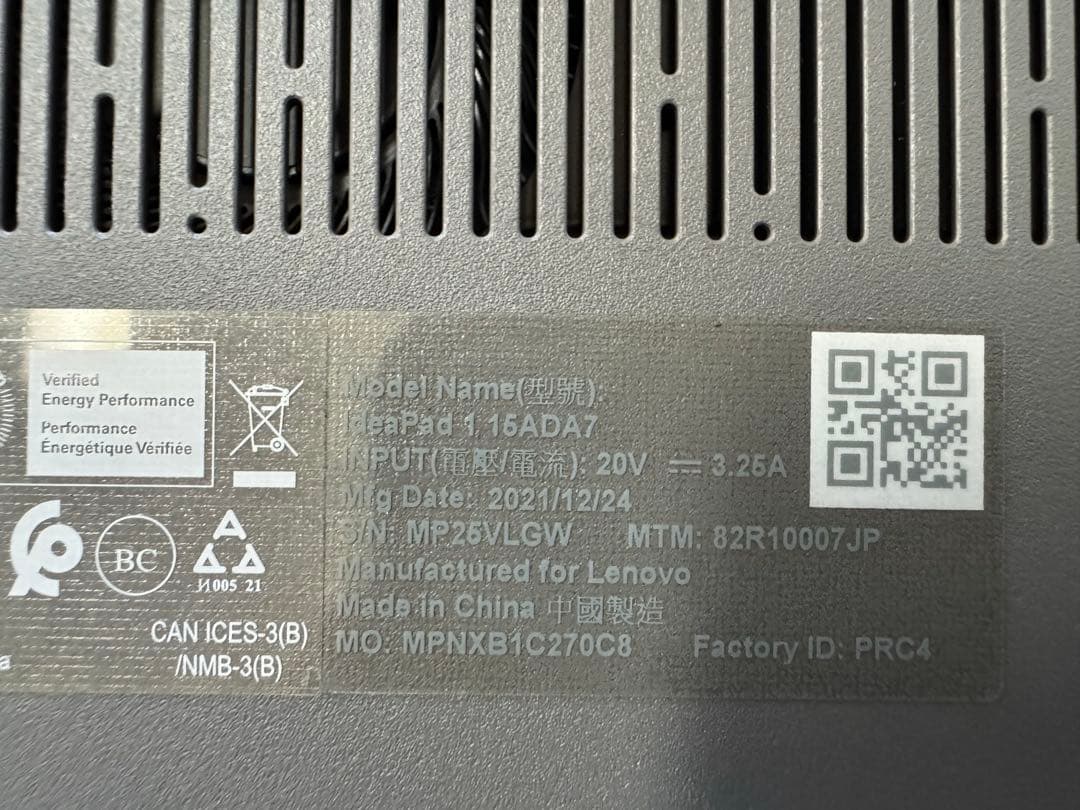 Verified
Energy Performance
Performance
Énergétique Vérifiée
BC
И005 21
CAN ICES-3(B)
/NMB-3(B)
Model Name(型號):
IdeaPad 1 15ADA7
INPUT(電壓/電流): 20V ⎓ 3.25A
Mfg Date: 2021/12/24
S/N: MP25VLGW MTM: 82R10007JP
Manufactured for Lenovo
Made in China 中國製造
MO: MPNXB1C270C8 Factory ID: PRC4